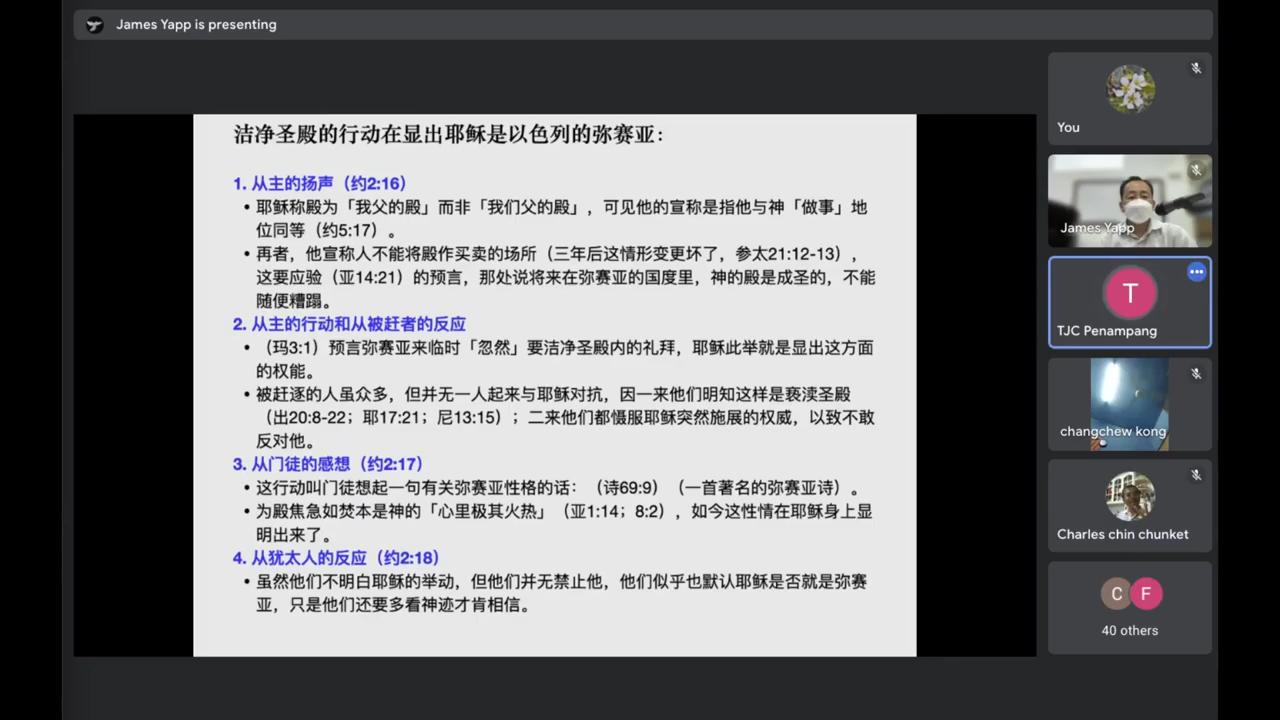 James Yapp is presenting
洁净圣殿的行动在显出耶稣是以色列的弥赛亚：
1. 从主的扬声（约2:16）
• 耶稣称殿为「我父的殿」而非「我们父的殿」，可见他的宣称是指他与神「做事」地
位同等（约5:17）。
• 再者，他宣称人不能将殿作买卖的场所（三年后这情形变更坏了，参太21:12-13），
这要应验（亚14:21）的预言，那处说将来在弥赛亚的国度里，神的殿是成圣的，不能
随便糟蹋。
2. 从主的行动和从被赶者的反应
• （玛3:1）预言弥赛亚来临时「忽然」要洁净圣殿内的礼拜，耶稣此举就是显出这方面
的权能。
• 被赶逐的人虽众多，但并无一人起来与耶稣对抗，因一来他们明知这样是亵渎圣殿
（出20:8-22；耶17:21；尼13:15）；二来他们都慑服耶稣突然施展的权威，以致不敢
反对他。
3. 从门徒的感想（约2:17）
• 这行动叫门徒想起一句有关弥赛亚性格的话：（诗69:9）（一首著名的弥赛亚诗）。
• 为殿焦急如焚本是神的「心里极其火热」（亚1:14；8:2），如今这性情在耶稣身上显
明出来了。
4. 从犹太人的反应（约2:18）
• 虽然他们不明白耶稣的举动，但他们并无禁止他，他们似乎也默认耶稣是否就是弥赛
亚，只是他们还要多看神迹才肯相信。
You
James Yapp
T
TJC Penampang
changchew kong
Charles chin chunket
C F
40 others